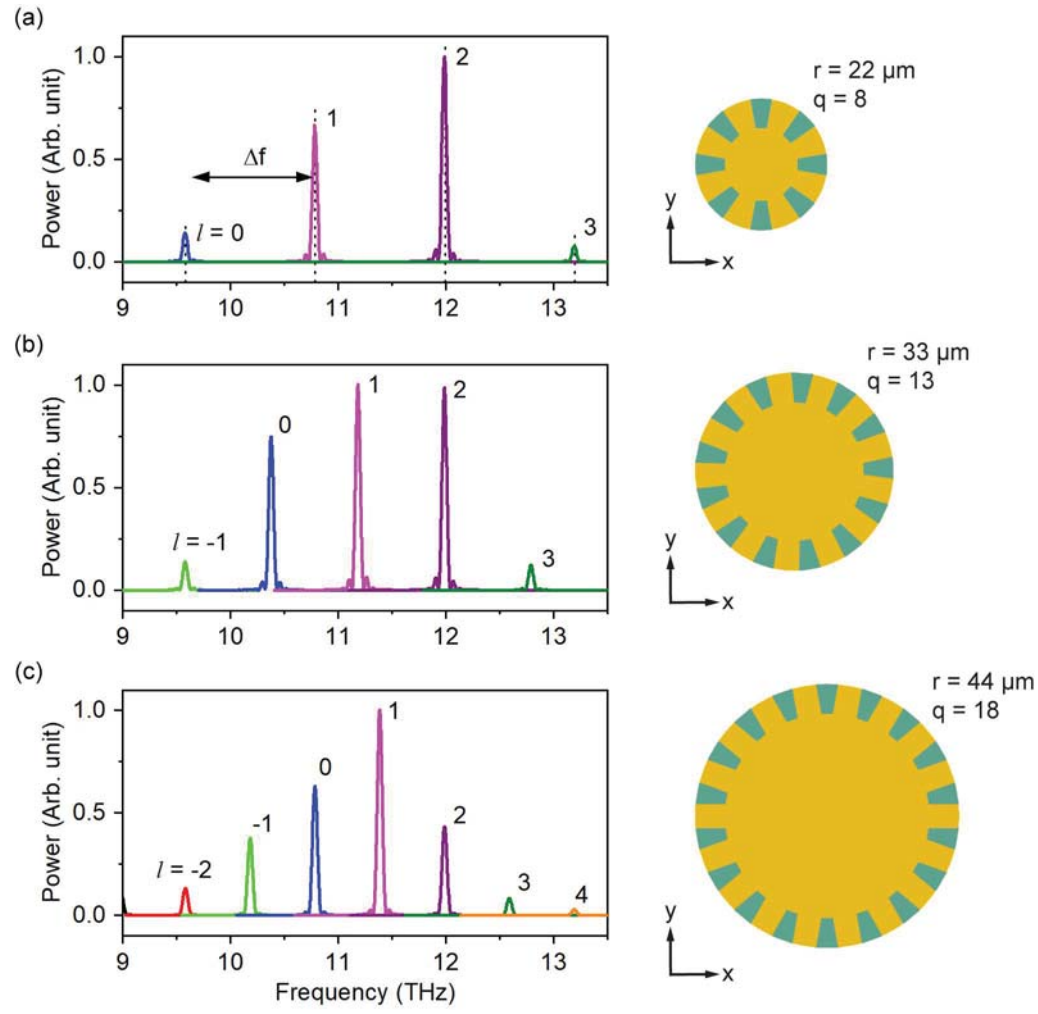 (a)
Power (Arb. unit)
1.0
0.5
0.0
l = 0
Δf
1
2
3
9 10 11 12 13
r = 22 μm
q = 8
y
x
(b)
Power (Arb. unit)
1.0
0.5
0.0
l = -1
0
1
2
3
9 10 11 12 13
r = 33 μm
q = 13
y
x
(c)
Power (Arb. unit)
1.0
0.5
0.0
l = -2
-1
0
1
2
3
4
9 10 11 12 13
Frequency (THz)
r = 44 μm
q = 18
y
x